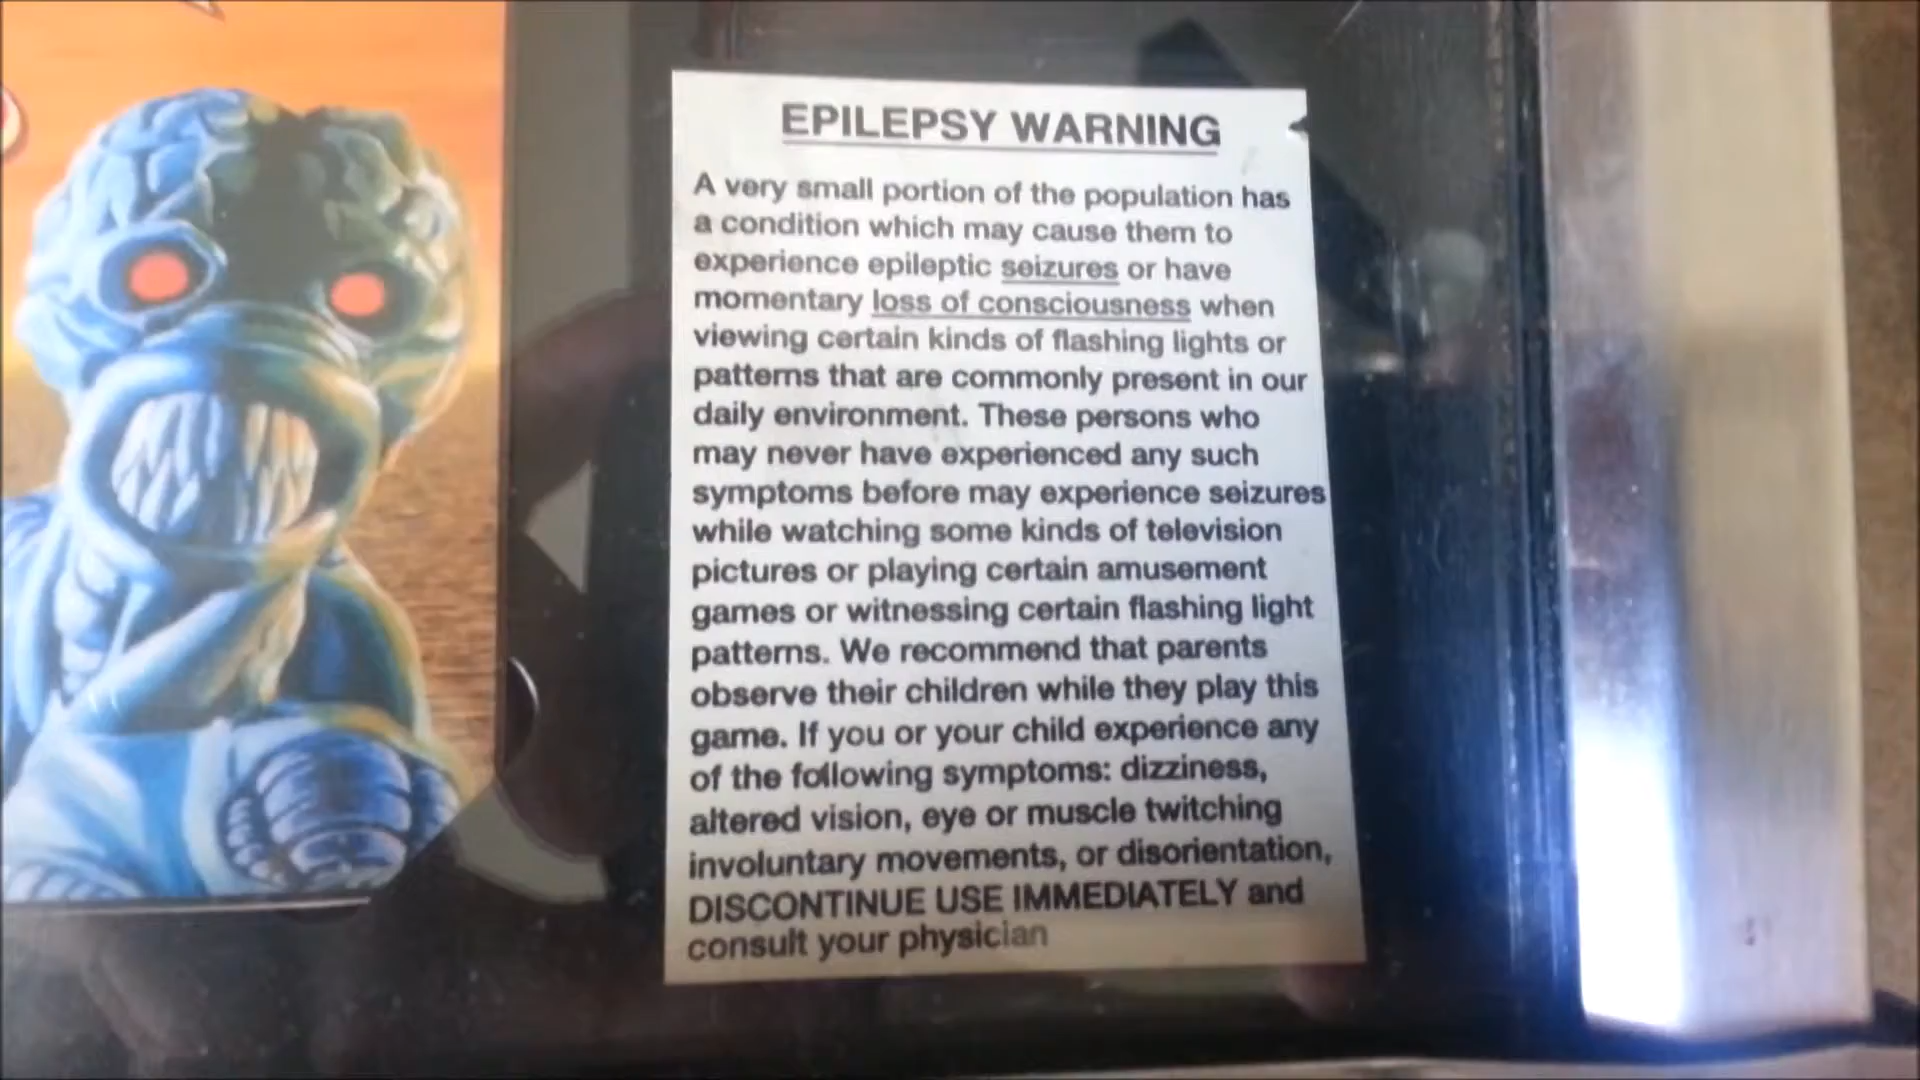 EPILEPSY WARNING
A very small portion of the population has
a condition which may cause them to
experience epileptic seizures or have
momentary loss of consciousness when
viewing certain kinds of flashing lights or
patterns that are commonly present in our
daily environment. These persons who
may never have experienced any such
symptoms before may experience seizures
while watching some kinds of television
pictures or playing certain amusement
games or witnessing certain flashing light
patterns. We recommend that parents
observe their children while they play this
game. If you or your child experience any
of the following symptoms: dizziness,
altered vision, eye or muscle twitching
involuntary movements, or disorientation,
DISCONTINUE USE IMMEDIATELY and
consult your physician